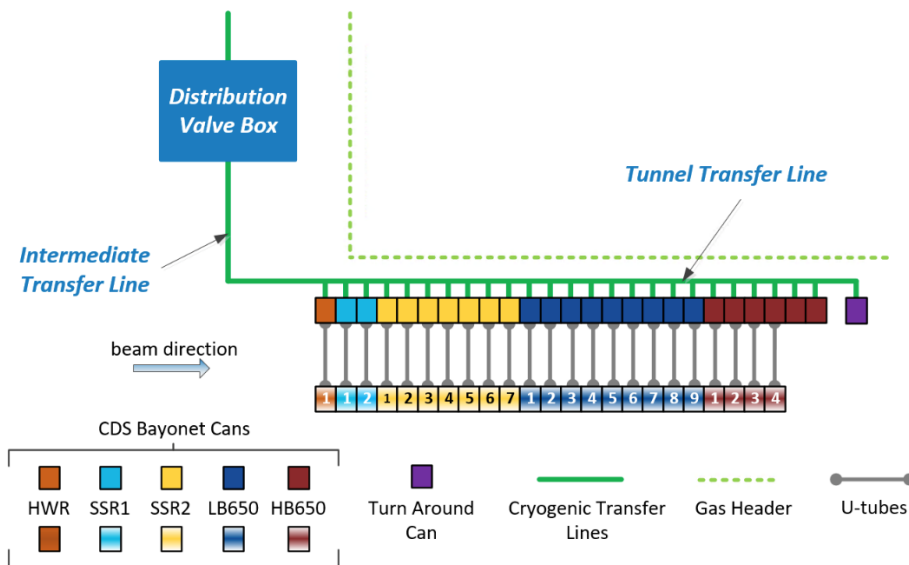 Distribution
Valve Box
Tunnel Transfer Line
Intermediate
Transfer Line
beam direction
1 1 2 1 2 3 4 5 6 7 1 2 3 4 5 6 7 8 9 1 2 3 4
CDS Bayonet Cans
HWR SSR1 SSR2 LB650 HB650
Turn Around
Can
Cryogenic Transfer
Lines
Gas Header
U-tubes